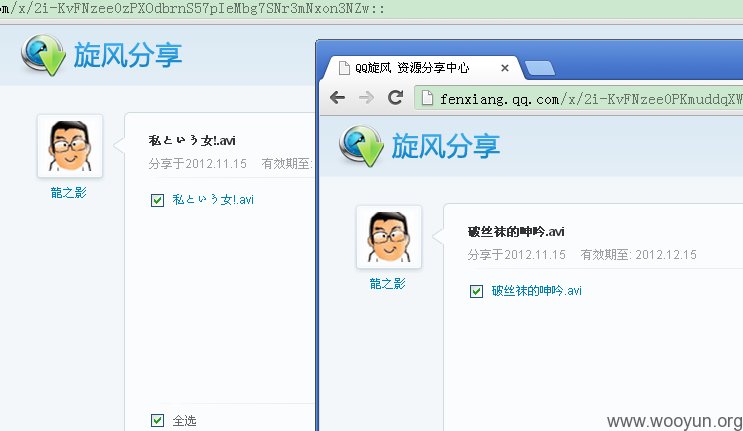 om/x/2i-KvFNzee0zPXOdbrnS57pIeMbg7SNr3mNxon3NZw::
旋风分享
私という女!.avi
分享于2012.11.15 有效期至:
龍之影
私という女!.avi
全选
QQ旋风 资源分享中心
fenxiang.qq.com/x/2i-KvFNzee0PKmuddqXW
旋风分享
破丝袜的呻吟.avi
分享于2012.11.15 有效期至: 2012.12.15
龍之影
破丝袜的呻吟.avi
www.wooyun.org